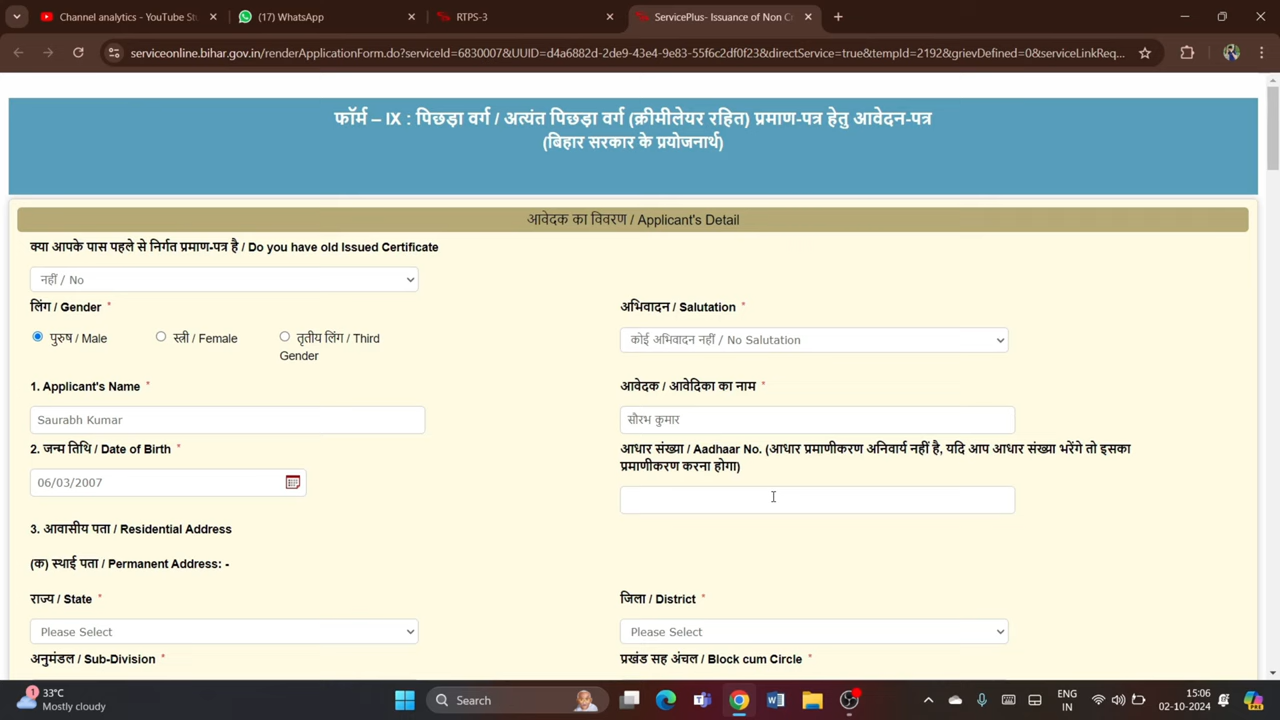 Channel analytics - YouTube St
(17) WhatsApp
RTPS-3
ServicePlus- Issuance of Non C
serviceonline.bihar.gov.in/renderApplicationForm.do?serviceId=6830007&UUID=d4a6882d-2de9-43e4-9e83-55f6c2df0f23&directService=true&tempId=2192&grievDefined=0&serviceLinkReq...
फॉर्म – IX : पिछड़ा वर्ग / अत्यंत पिछड़ा वर्ग (क्रीमीलेयर रहित) प्रमाण-पत्र हेतु आवेदन-पत्र
(बिहार सरकार के प्रयोजनार्थ)
आवेदक का विवरण / Applicant's Detail
क्या आपके पास पहले से निर्गत प्रमाण-पत्र है / Do you have old Issued Certificate
नहीं / No
लिंग / Gender *
अभिवादन / Salutation *
पुरुष / Male
स्त्री / Female
तृतीय लिंग / Third
Gender
कोई अभिवादन नहीं / No Salutation
1. Applicant's Name *
आवेदक / आवेदिका का नाम *
Saurabh Kumar
सौरभ कुमार
2. जन्म तिथि / Date of Birth *
आधार संख्या / Aadhaar No. (आधार प्रमाणीकरण अनिवार्य नहीं है, यदि आप आधार संख्या भरेंगे तो इसका
प्रमाणीकरण करना होगा)
06/03/2007
3. आवासीय पता / Residential Address
(क) स्थाई पता / Permanent Address: -
राज्य / State *
जिला / District *
Please Select
Please Select
अनुमंडल / Sub-Division *
प्रखंड सह अंचल / Block cum Circle *
1
33°C
Mostly cloudy
Search
ENG
IN
15:06
02-10-2024